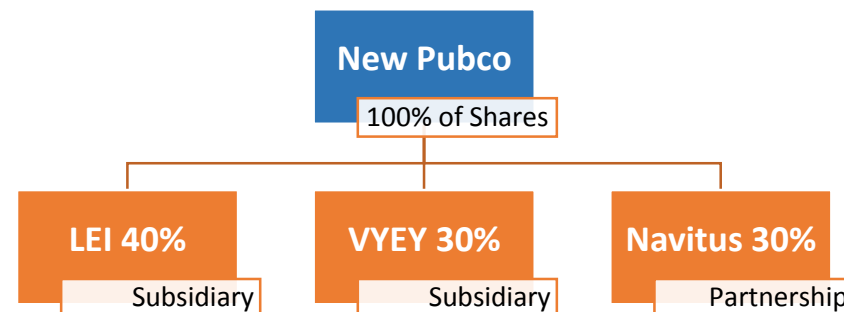 New Pubco
100% of Shares
LEI 40%
VYEY 30%
Navitus 30%
Subsidiary
Subsidiary
Partnership